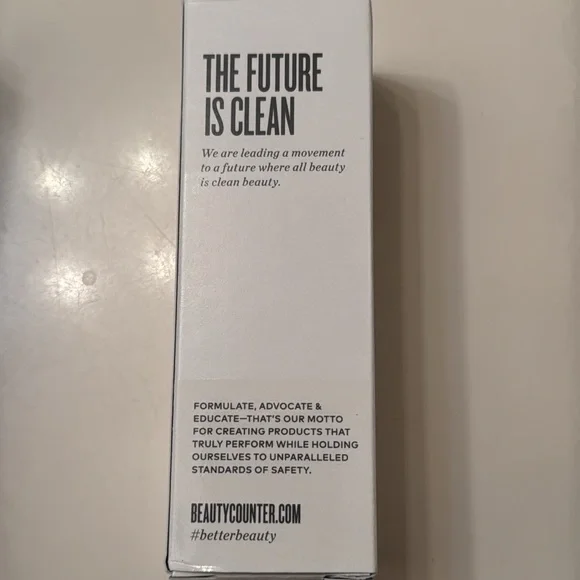 THE FUTURE
IS CLEAN
We are leading a movement
to a future where all beauty
is clean beauty.
FORMULATE, ADVOCATE &
EDUCATE—THAT'S OUR MOTTO
FOR CREATING PRODUCTS THAT
TRULY PERFORM WHILE HOLDING
OURSELVES TO UNPARALLELED
STANDARDS OF SAFETY.
BEAUTYCOUNTER.COM
#betterbeauty